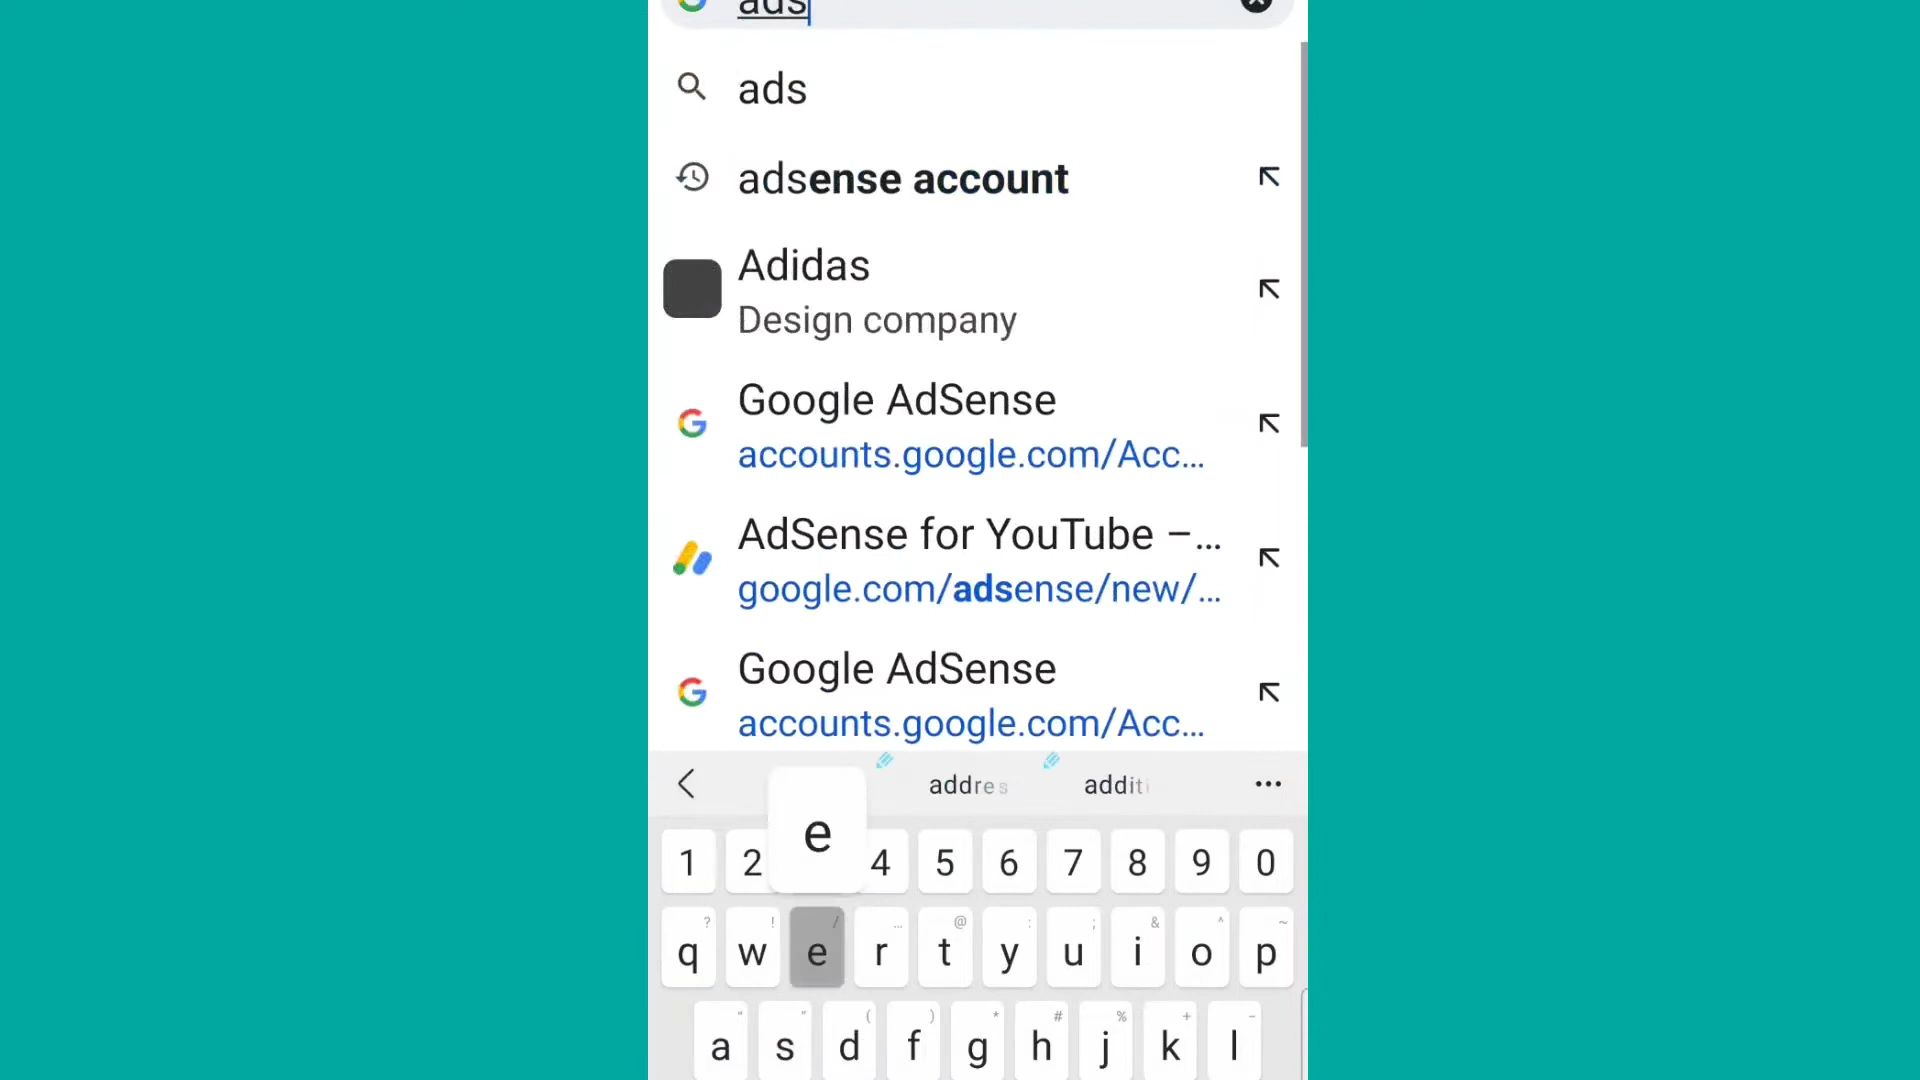 ads
ads
adsense account
Adidas
Design company
Google AdSense
accounts.google.com/Acc...
AdSense for YouTube –...
google.com/adsense/new/...
Google AdSense
accounts.google.com/Acc...
addres additi ...
e
1 2 4 5 6 7 8 9 0
? ! / ... @ : ; & ^ ~
q w e r t y u i o p
" " ( ) * # % + -
a s d f g h j k l